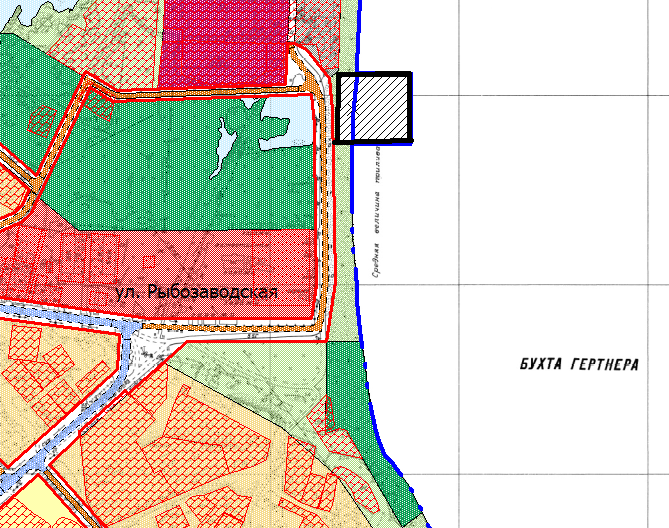 Средняя величина прилива
ул. Рыбозаводская
БУХТА ГЕРТНЕРА